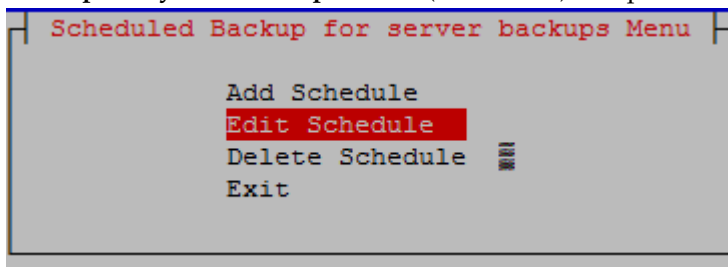 Scheduled Backup for server backups Menu
Add Schedule
Edit Schedule
Delete Schedule
Exit